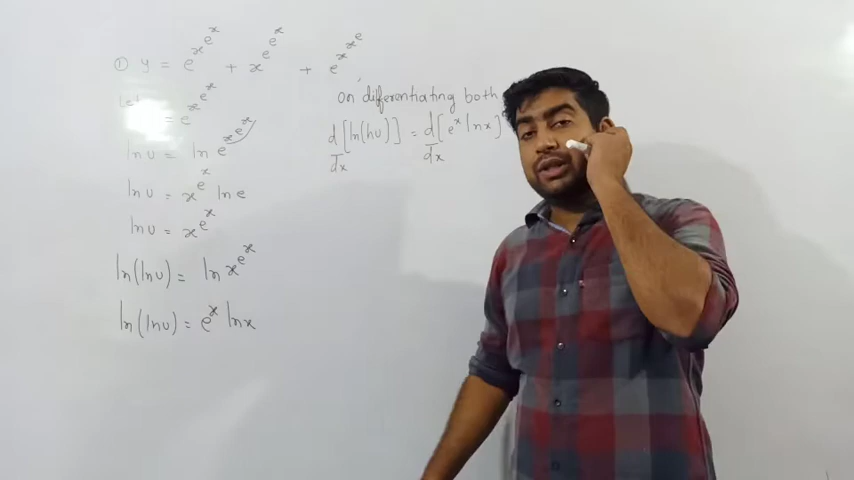 ① y = e^{x^{e^x}} + x^{e^{e^x}} + e^{x^{x^e}}
Let = e^{x^{e^x}}
ln u = ln e^{x^{e^x}}
ln u = x^{e^x} ln e
ln u = x^{e^x}
ln(ln u) = ln x^{e^x}
ln(ln u) = e^x ln x
On differentiating both
d/dx [ln(ln u)] = d/dx [e^x ln x]